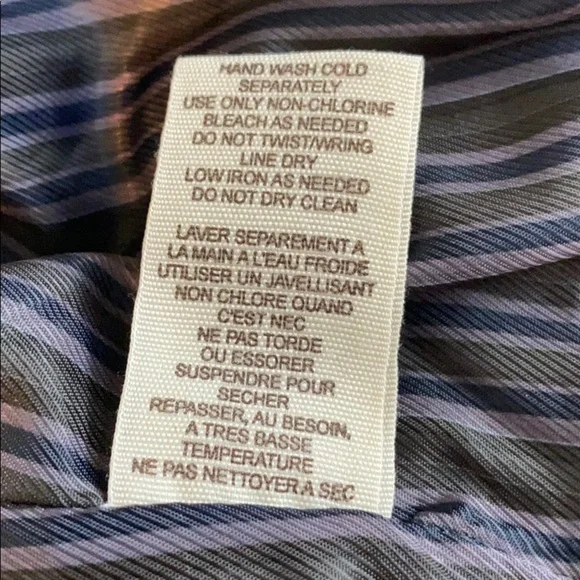 HAND WASH COLD
SEPARATELY
USE ONLY NON-CHLORINE
BLEACH AS NEEDED
DO NOT TWIST/WRING
LINE DRY
LOW IRON AS NEEDED
DO NOT DRY CLEAN
LAVER SEPAREMENT A
LA MAIN A L'EAU FROIDE
UTILISER UN JAVELLISANT
NON CHLORE QUAND
C'EST NEC
NE PAS TORDE
OU ESSORER
SUSPENDRE POUR
SECHER
REPASSER, AU BESOIN,
A TRES BASSE
TEMPERATURE
NE PAS NETTOYER A SEC